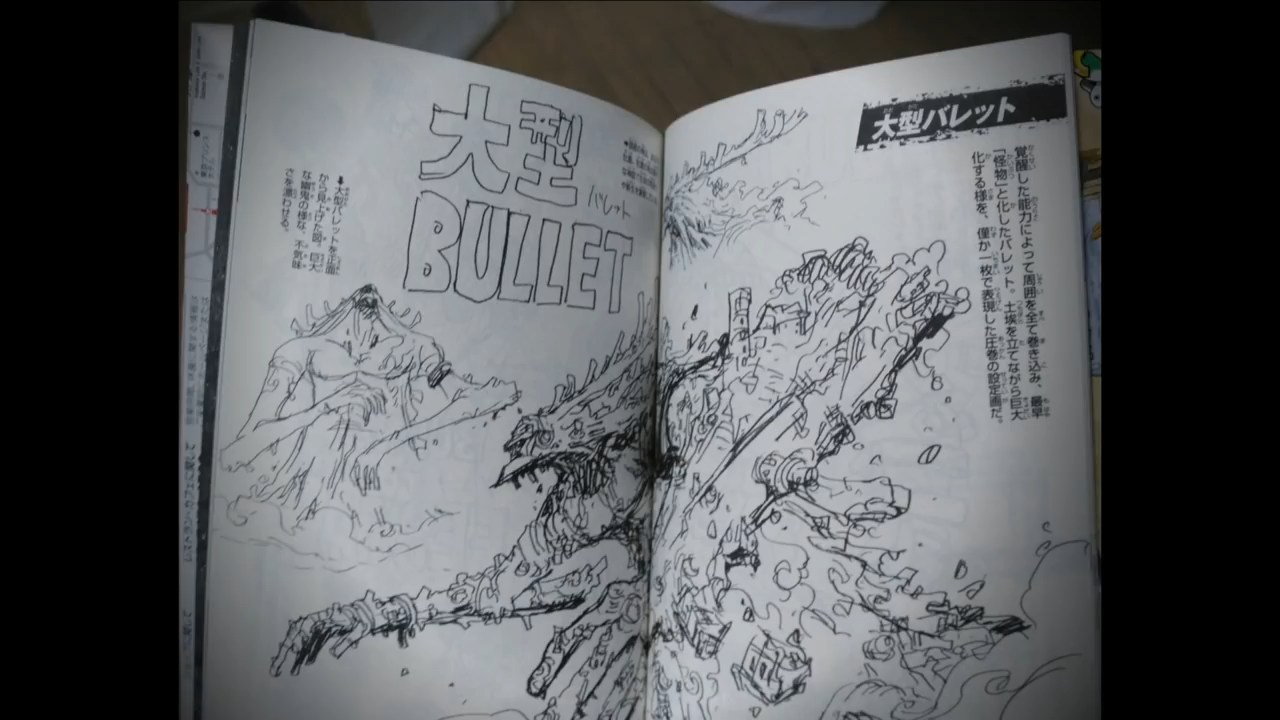 大型バレット
覚醒した能力によって周囲を全て巻き込み、最早
「怪物」と化したバレット。土埃を立てながら巨大
化する様を、僅か一枚で表現した圧巻の設定画だ。
大型
バレット
BULLET
大型バレットを正面
から見上げた図。巨大
な幽鬼の様な、不気味
さを漂わせる。